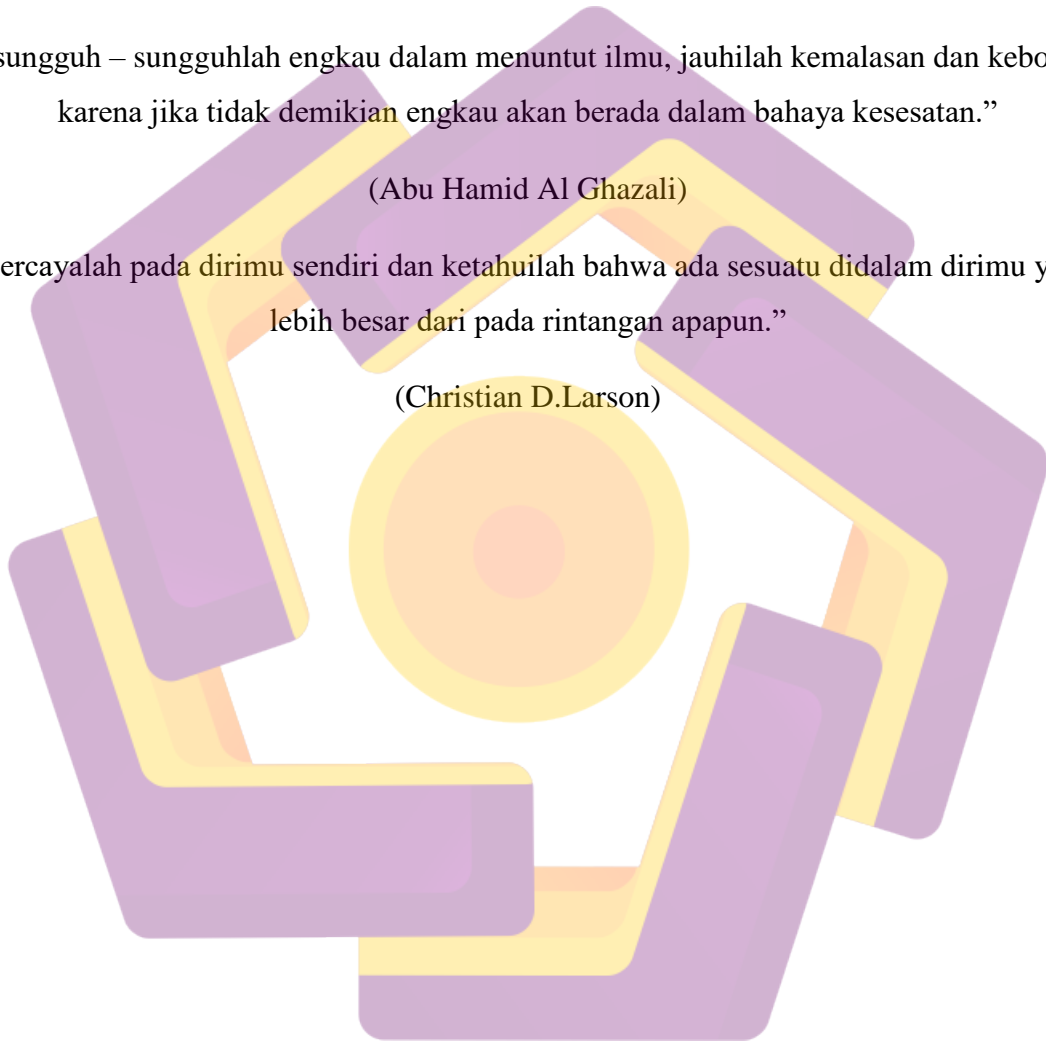 sungguh – sungguhlah engkau dalam menuntut ilmu, jauhilah kemalasan dan kebo
karena jika tidak demikian engkau akan berada dalam bahaya kesesatan.”
(Abu Hamid Al Ghazali)
ercayalah pada dirimu sendiri dan ketahuilah bahwa ada sesuatu didalam dirimu y
lebih besar dari pada rintangan apapun.”
(Christian D.Larson)